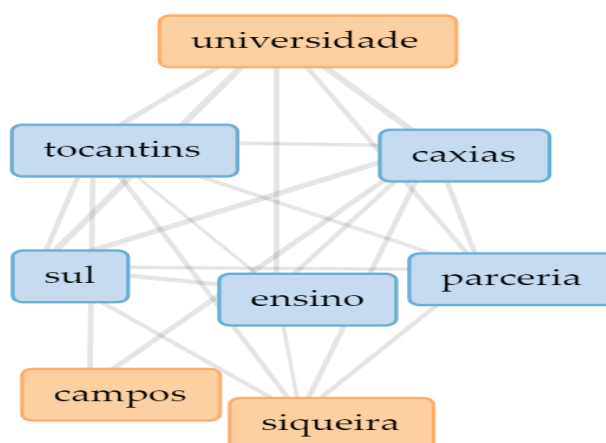 universidade
tocantins
caxias
sul
parceria
ensino
campos
siqueira